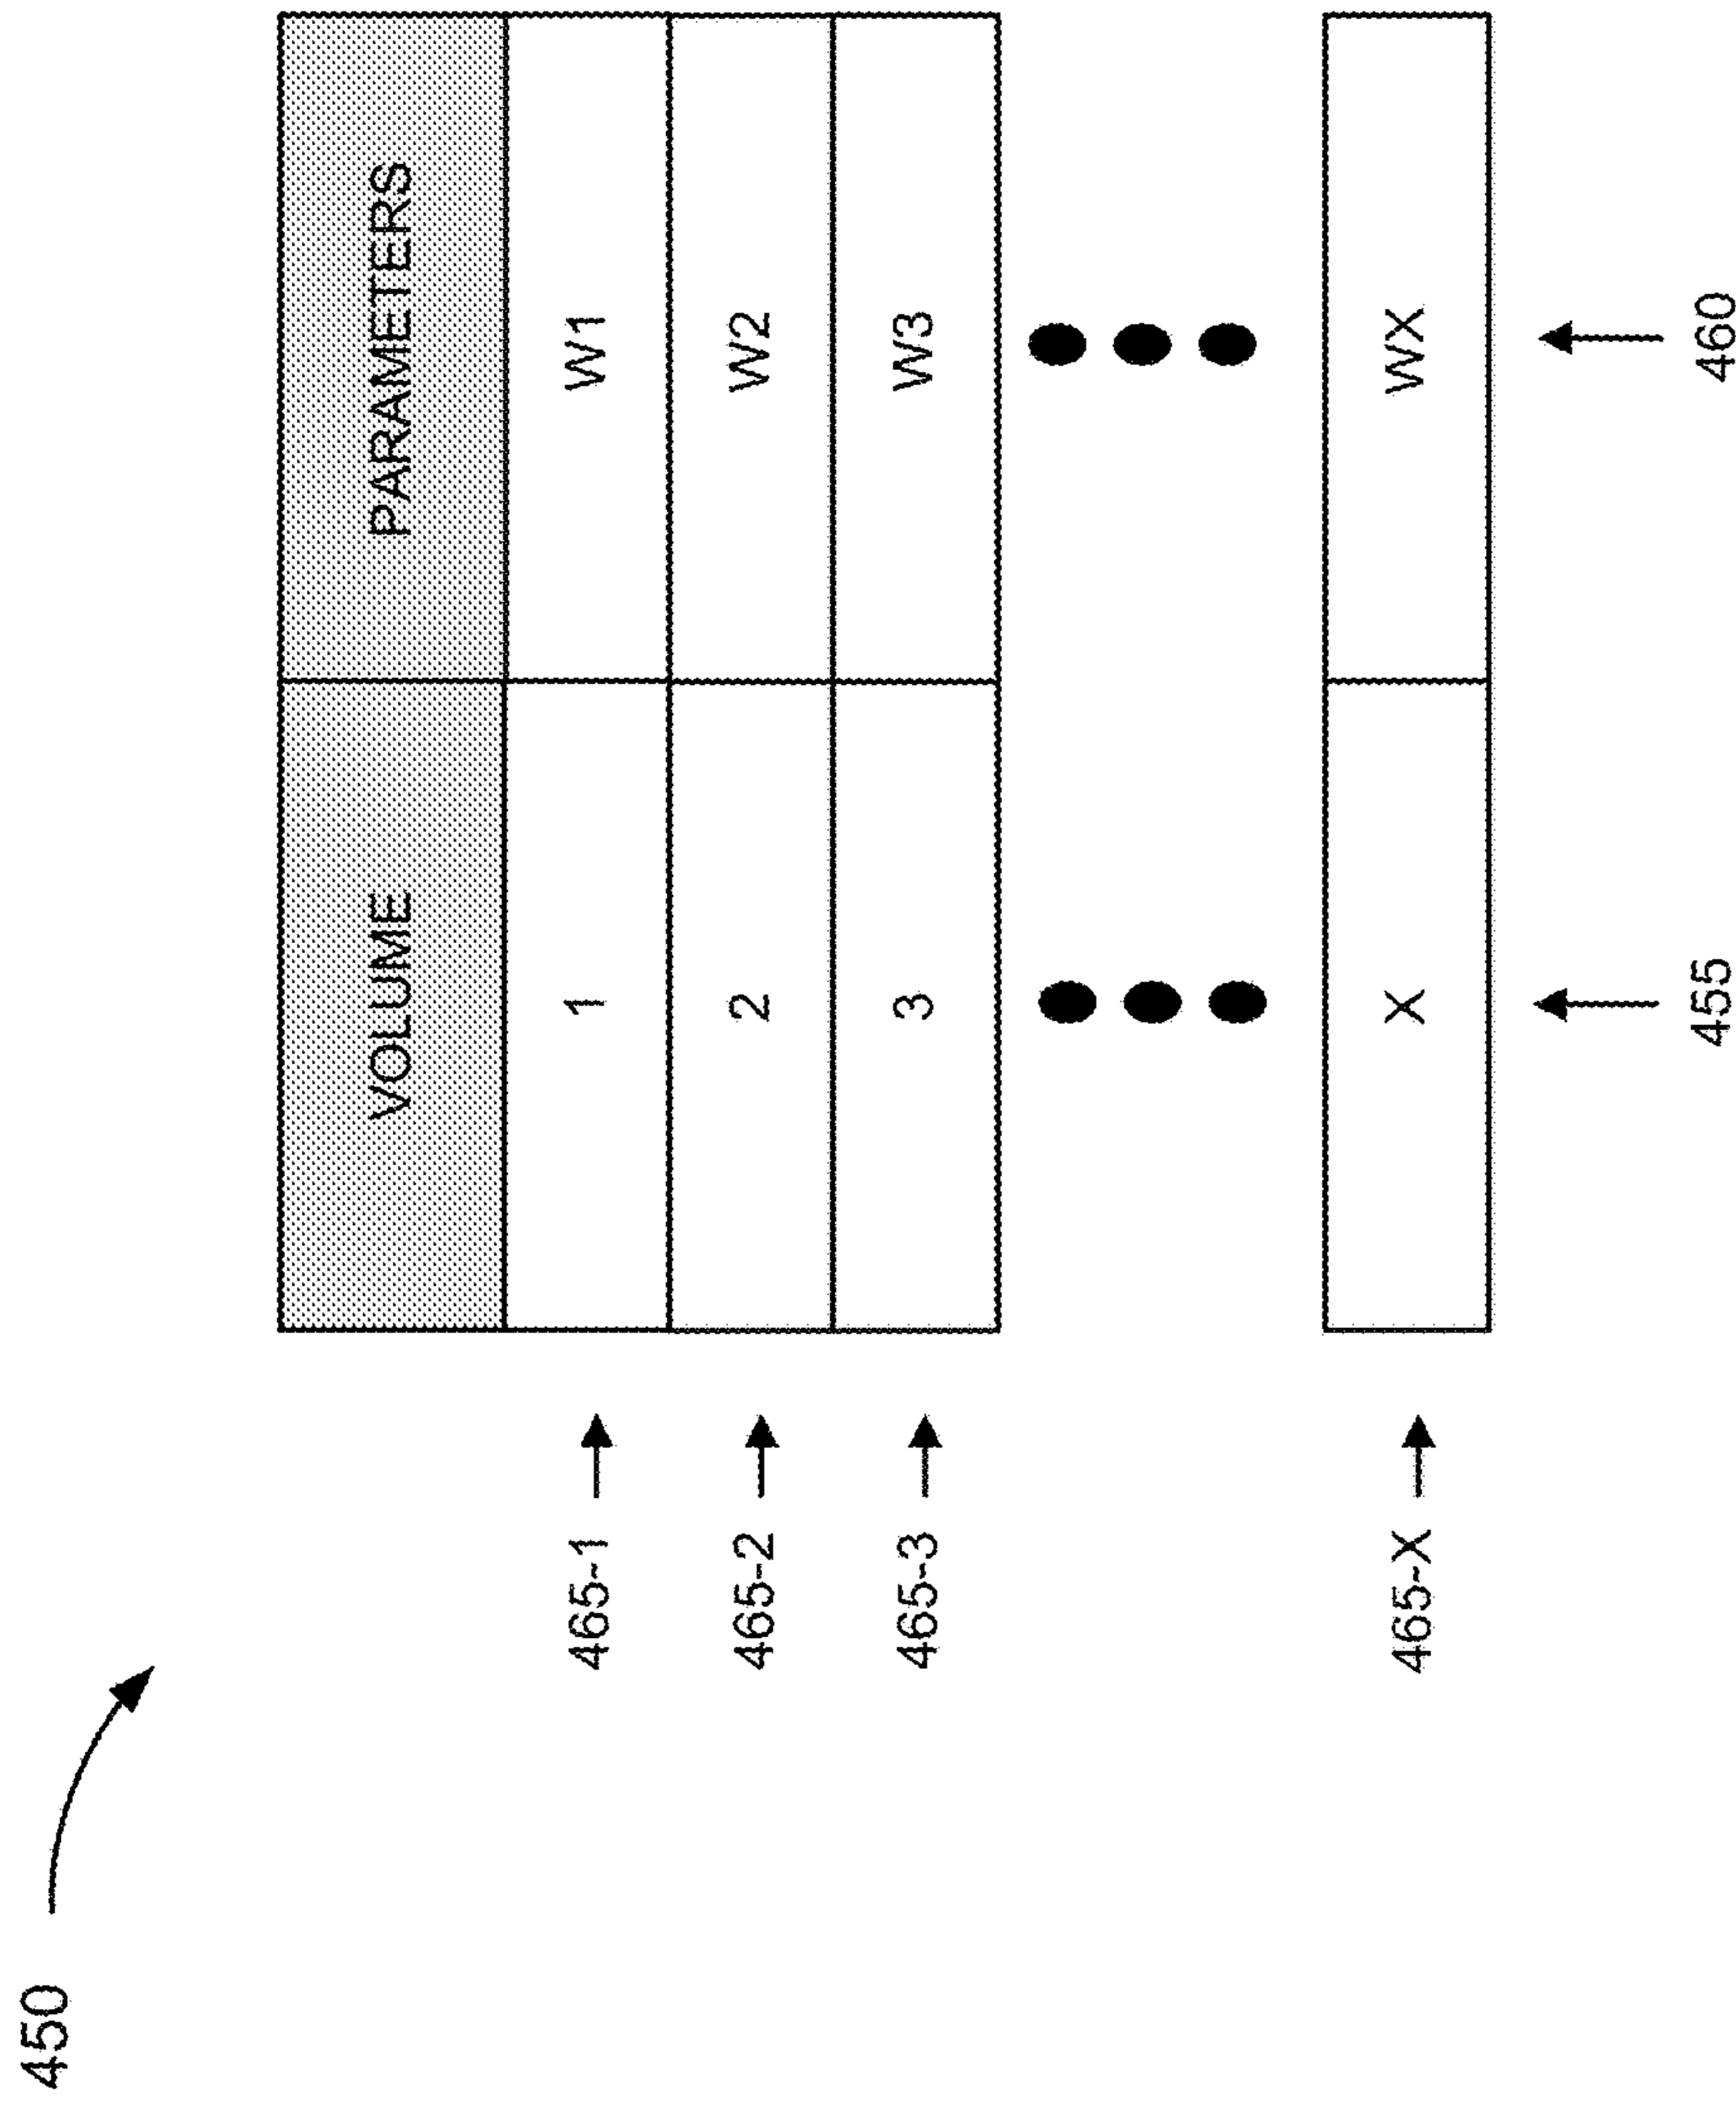 450
VOLUME PARAMETERS
465-1 1 W1
465-2 2 W2
465-3 3 W3
465-X X WX
455 460